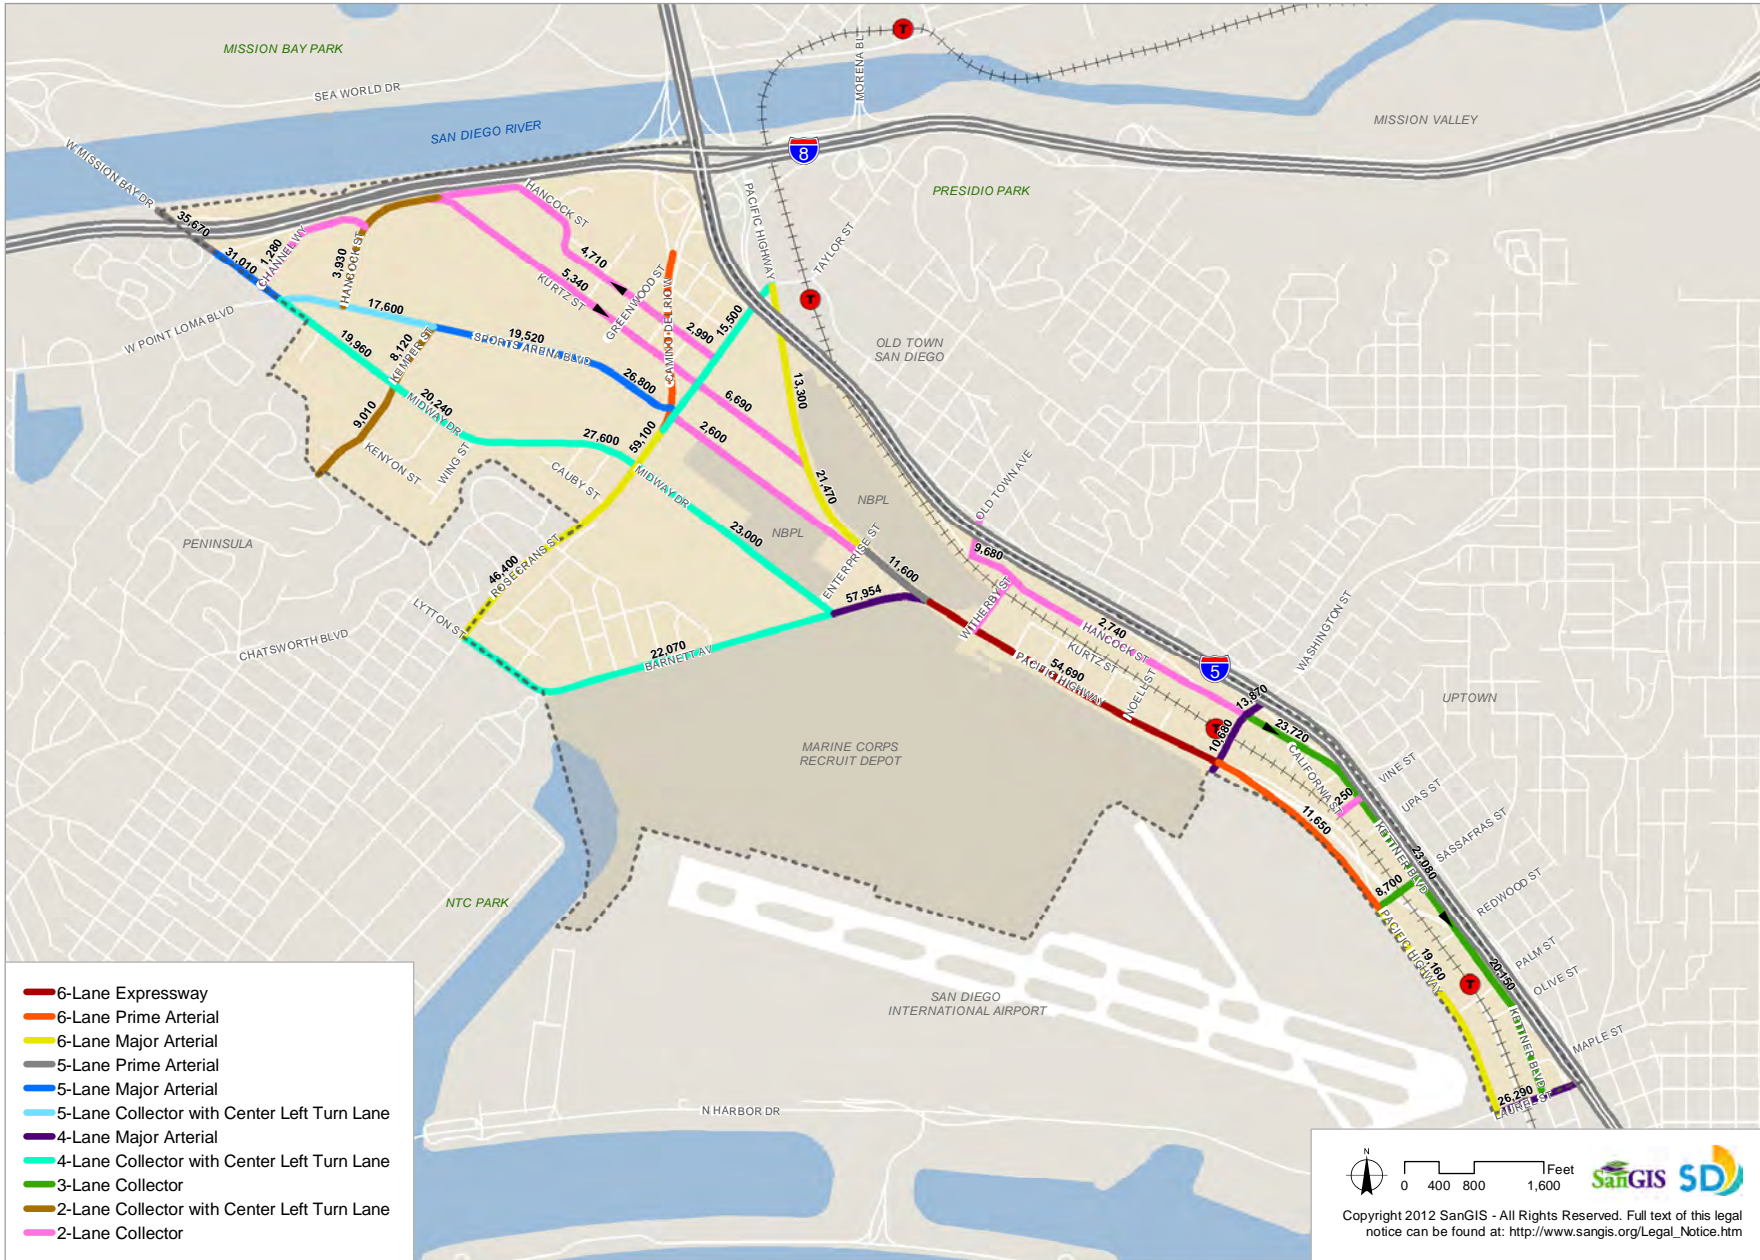 MISSION BAY PARK
SEA WORLD DR
SAN DIEGO RIVER
MORENA BL
T
MISSION VALLEY
8
W MISSION BAY DR
PRESIDIO PARK
PACIFIC HIGHWAY
TAYLOR ST
T
HANCOCK ST
35,670
31,010
1,280
CHANNEL WY
3,930
HANCOCK ST
4,710
5,340
KURTZ ST
GREENWOOD ST
CAMINO DEL RIO W
2,990
15,500
W POINT LOMA BLVD
17,600
19,520
SPORTS ARENA BLVD
19,960
8,120
KEMPER ST
26,800
OLD TOWN
SAN DIEGO
13,300
6,690
9,010
20,240
MIDWAY DR
27,600
59,100
2,600
KENYON ST
WING ST
CAUBY ST
MIDWAY DR
21,470
NBPL
NBPL
OLD TOWN AVE
23,000
PENINSULA
46,400
ROSECRANS ST
ENTERPRISE ST
11,600
9,680
57,954
WITHERBY ST
LYTTON ST
CHATSWORTH BLVD
22,070
BARNETT AV
2,740
HANCOCK ST
KURTZ ST
54,690
PACIFIC HIGHWAY
NOELL ST
WASHINGTON ST
5
UPTOWN
13,870
10,680
T
23,720
MARINE CORPS
RECRUIT DEPOT
CALIFORNIA ST
VINE ST
UPAS ST
250
11,650
KETTNER BLVD
SASSAFRAS ST
23,080
8,700
REDWOOD ST
NTC PARK
PACIFIC HIGHWAY
19,160
T
20,150
PALM ST
OLIVE ST
SAN DIEGO
INTERNATIONAL AIRPORT
KETTNER BLVD
MAPLE ST
26,290
LAUREL ST
N HARBOR DR
6-Lane Expressway
6-Lane Prime Arterial
6-Lane Major Arterial
5-Lane Prime Arterial
5-Lane Major Arterial
5-Lane Collector with Center Left Turn Lane
4-Lane Major Arterial
4-Lane Collector with Center Left Turn Lane
3-Lane Collector
2-Lane Collector with Center Left Turn Lane
2-Lane Collector
N
Feet
0 400 800 1,600
SanGIS
SD
Copyright 2012 SanGIS - All Rights Reserved. Full text of this legal
notice can be found at: http://www.sangis.org/Legal_Notice.htm